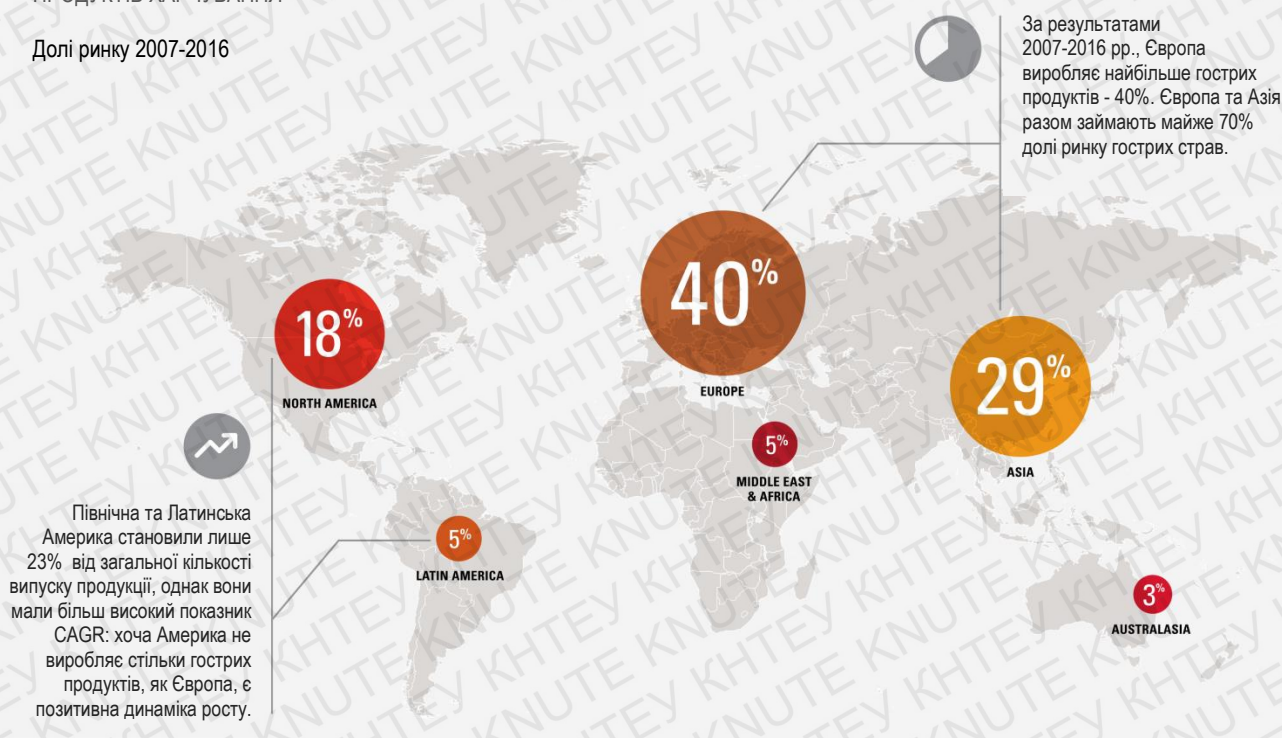 Долі ринку 2007-2016
За результатами
2007-2016 рр., Європа
виробляє найбільше гострих
продуктів - 40%. Європа та Азія
разом займають майже 70%
долі ринку гострих страв.
18%
NORTH AMERICA
40%
EUROPE
29%
ASIA
5%
MIDDLE EAST
& AFRICA
5%
LATIN AMERICA
3%
AUSTRALASIA
Північна та Латинська
Америка становили лише
23% від загальної кількості
випуску продукції, однак вони
мали більш високий показник
CAGR: хоча Америка не
виробляє стільки гострих
продуктів, як Європа, є
позитивна динаміка росту.